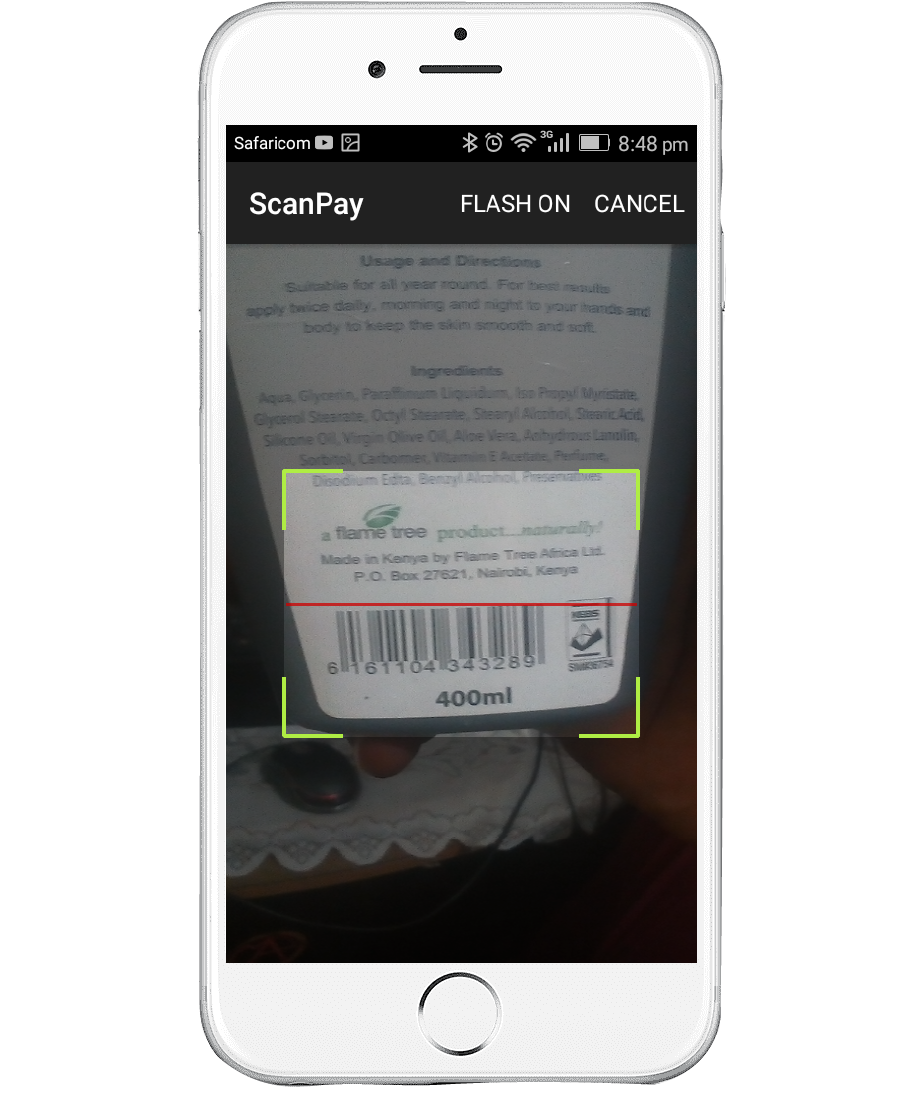 Safaricom 3G 8:48 pm
ScanPay FLASH ON CANCEL
Usage and Directions
Suitable for all year round. For best results
apply twice daily, morning and night to your hands and
body to keep the skin smooth and soft.
Ingredients
Aqua, Glycerin, Paraffinum Liquidum, Iso Propyl Myristate,
Glycerol Stearate, Octyl Stearate, Stearyl Alcohol, Stearic Acid,
Silicone Oil, Virgin Olive Oil, Aloe Vera, Anhydrous Lanolin,
Sorbitol, Carbomer, Vitamin E Acetate, Perfume,
Disodium Edta, Benzyl Alcohol, Preservatives
a flame tree product...naturally!
Made in Kenya by Flame Tree Africa Ltd.
P.O. Box 27621, Nairobi, Kenya
KEBS
6 161104 343289
400ml